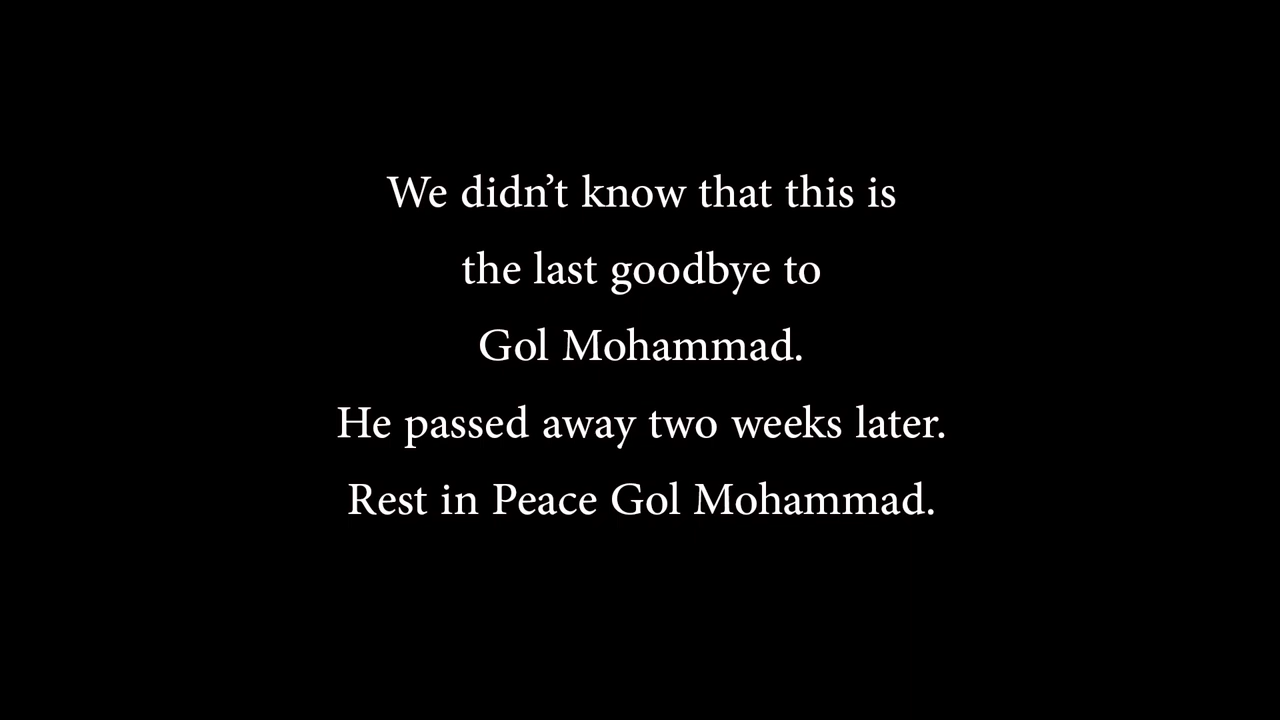 We didn’t know that this is
the last goodbye to
Gol Mohammad.
He passed away two weeks later.
Rest in Peace Gol Mohammad.